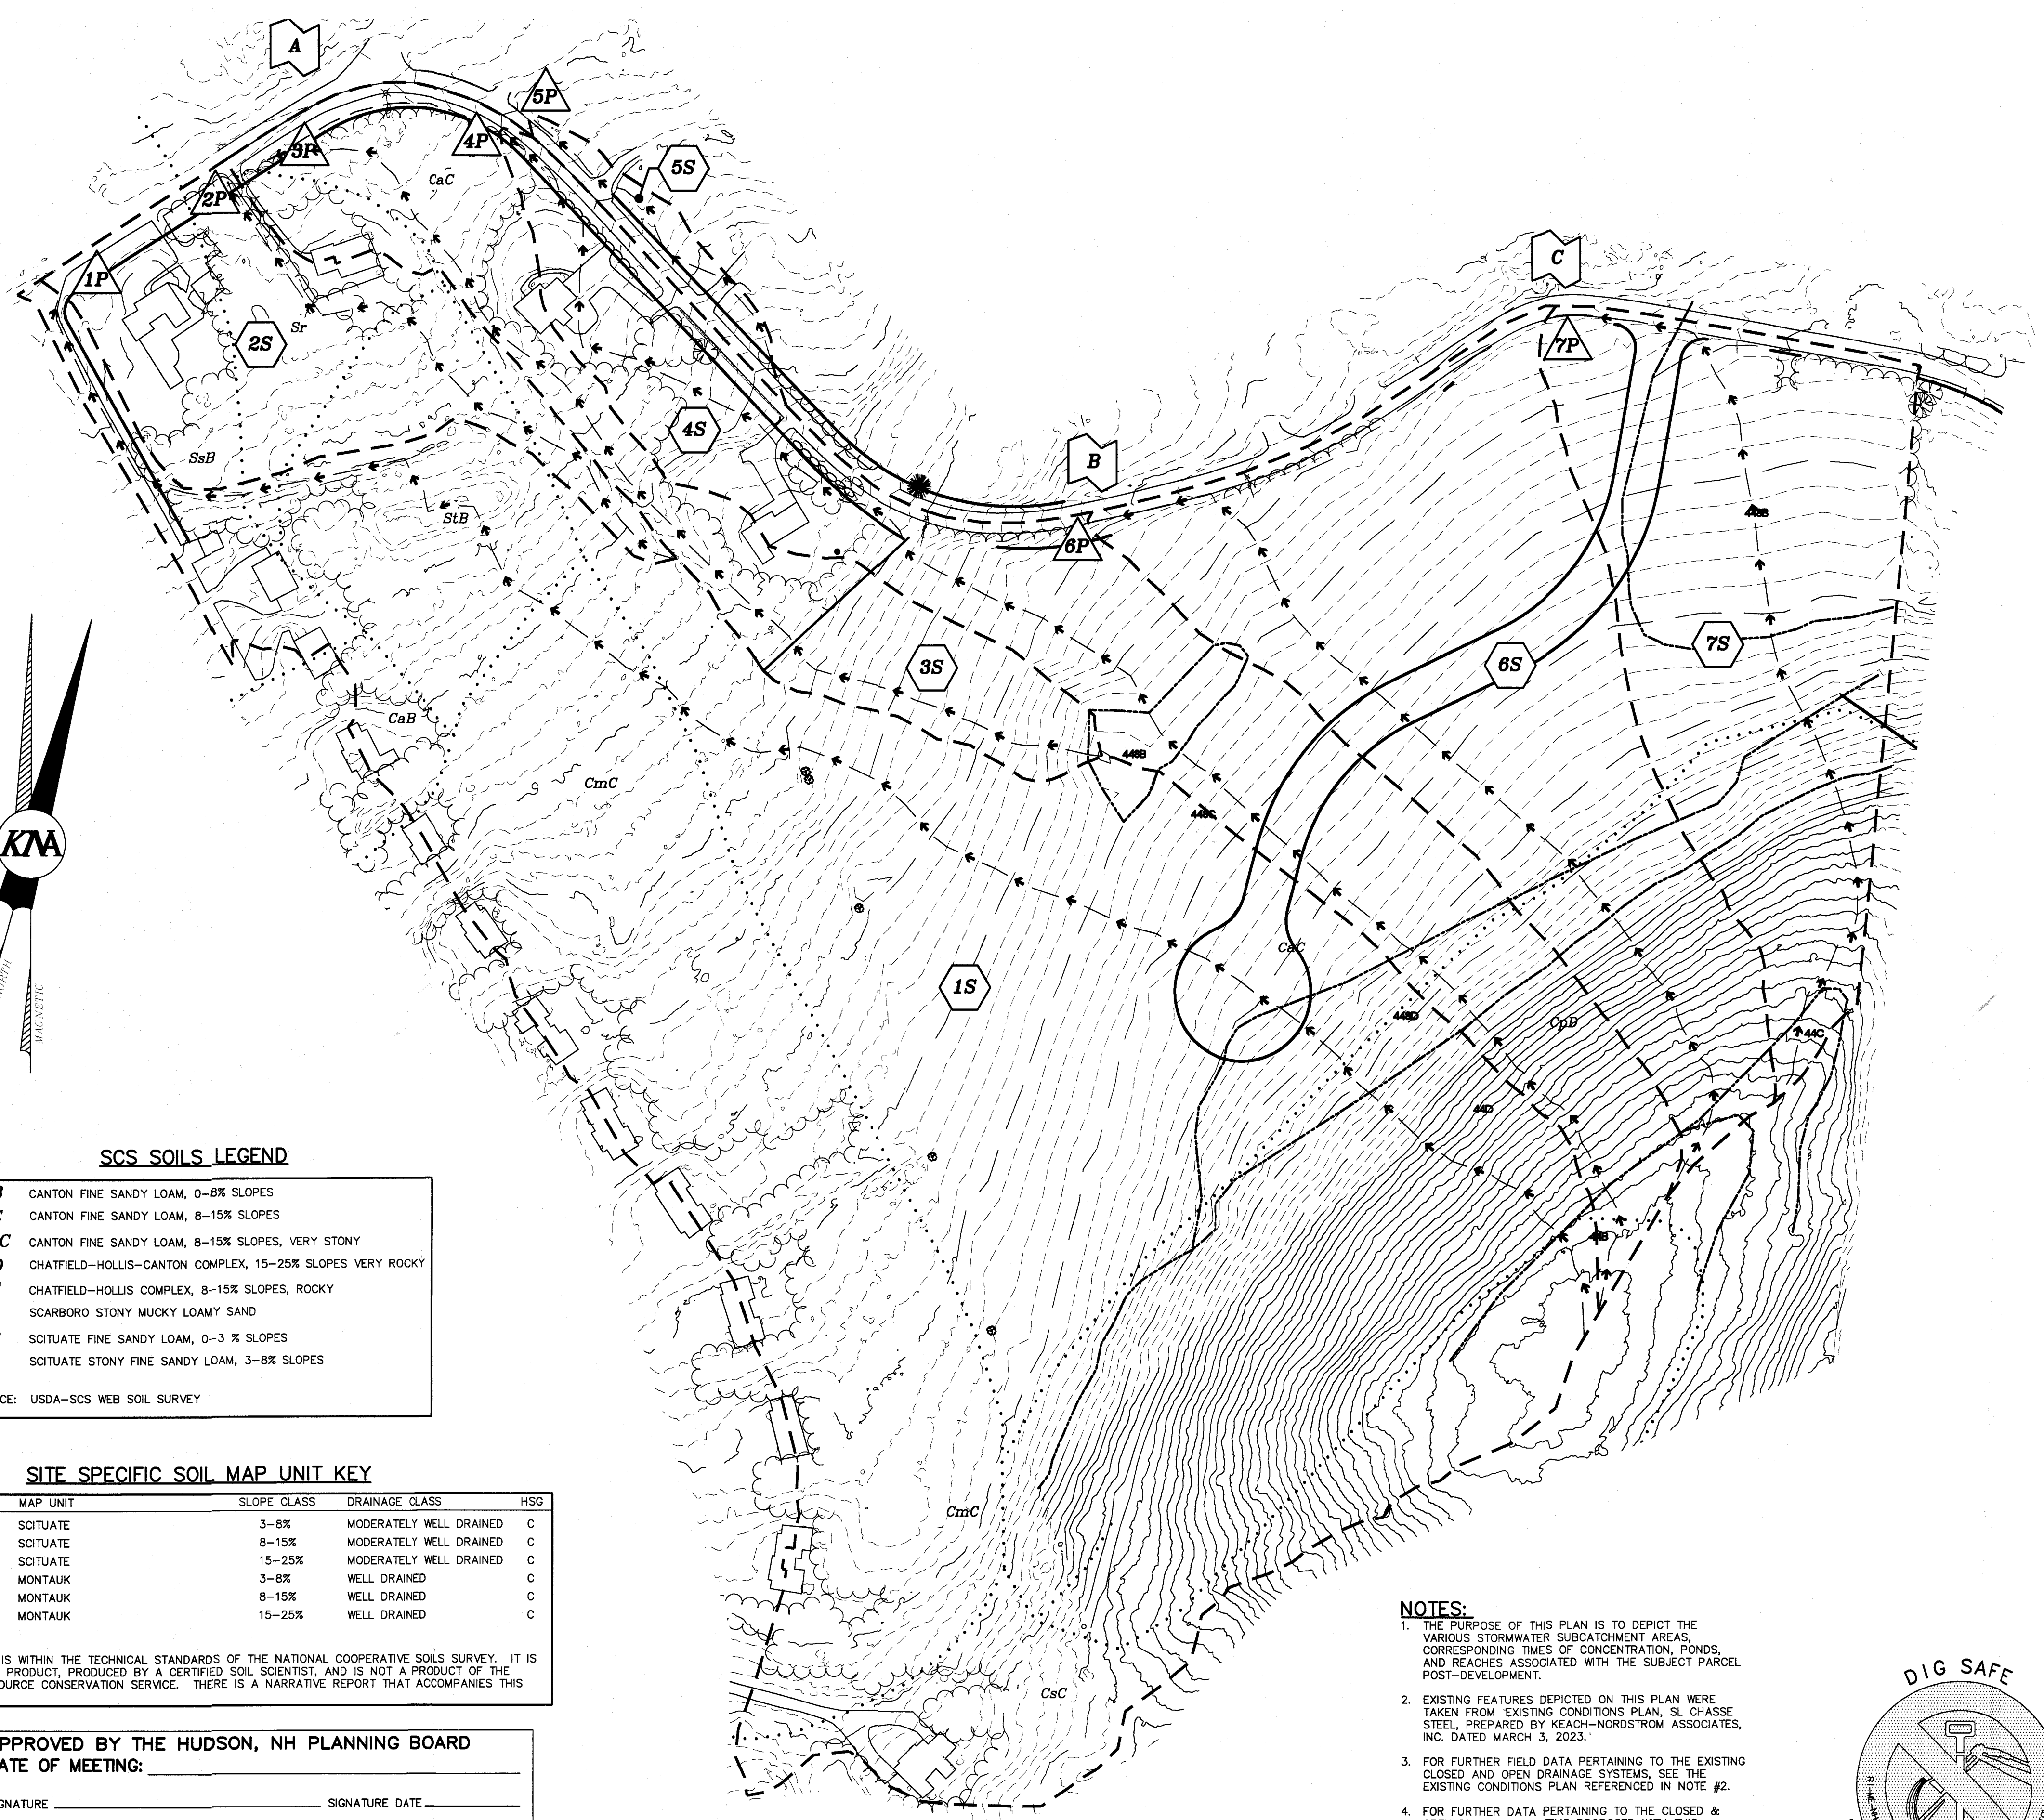 A
5P
3P
4P
5S
CaC
2P
C
1P
7P
Sr
2S
4S
SsB
B
448B
StB
6P
7S
6S
3S
CaB
448B
CmC
448C
KNA
CaC
1S
NORTH
MAGNETIC
448D
CpD
44C
44D
44B
SCS SOILS LEGEND
CANTON FINE SANDY LOAM, 0-8% SLOPES
CANTON FINE SANDY LOAM, 8-15% SLOPES
C CANTON FINE SANDY LOAM, 8-15% SLOPES, VERY STONY
CHATFIELD-HOLLIS-CANTON COMPLEX, 15-25% SLOPES VERY ROCKY
CHATFIELD-HOLLIS COMPLEX, 8-15% SLOPES, ROCKY
SCARBORO STONY MUCKY LOAMY SAND
SCITUATE FINE SANDY LOAM, 0-3 % SLOPES
SCITUATE STONY FINE SANDY LOAM, 3-8% SLOPES
CE: USDA-SCS WEB SOIL SURVEY
SITE SPECIFIC SOIL MAP UNIT KEY
MAP UNIT SLOPE CLASS DRAINAGE CLASS HSG
SCITUATE 3-8% MODERATELY WELL DRAINED C
SCITUATE 8-15% MODERATELY WELL DRAINED C
SCITUATE 15-25% MODERATELY WELL DRAINED C
MONTAUK 3-8% WELL DRAINED C
MONTAUK 8-15% WELL DRAINED C
MONTAUK 15-25% WELL DRAINED C
IS WITHIN THE TECHNICAL STANDARDS OF THE NATIONAL COOPERATIVE SOILS SURVEY. IT IS
PRODUCT, PRODUCED BY A CERTIFIED SOIL SCIENTIST, AND IS NOT A PRODUCT OF THE
OURCE CONSERVATION SERVICE. THERE IS A NARRATIVE REPORT THAT ACCOMPANIES THIS
PPROVED BY THE HUDSON, NH PLANNING BOARD
ATE OF MEETING:
GNATURE SIGNATURE DATE
CmC
CsC
NOTES:
1. THE PURPOSE OF THIS PLAN IS TO DEPICT THE
VARIOUS STORMWATER SUBCATCHMENT AREAS,
CORRESPONDING TIMES OF CONCENTRATION, PONDS,
AND REACHES ASSOCIATED WITH THE SUBJECT PARCEL
POST-DEVELOPMENT.
2. EXISTING FEATURES DEPICTED ON THIS PLAN WERE
TAKEN FROM "EXISTING CONDITIONS PLAN, SL CHASSE
STEEL, PREPARED BY KEACH-NORDSTROM ASSOCIATES,
INC. DATED MARCH 3, 2023."
3. FOR FURTHER FIELD DATA PERTAINING TO THE EXISTING
CLOSED AND OPEN DRAINAGE SYSTEMS, SEE THE
EXISTING CONDITIONS PLAN REFERENCED IN NOTE #2.
4. FOR FURTHER DATA PERTAINING TO THE CLOSED &
DIG SAFE